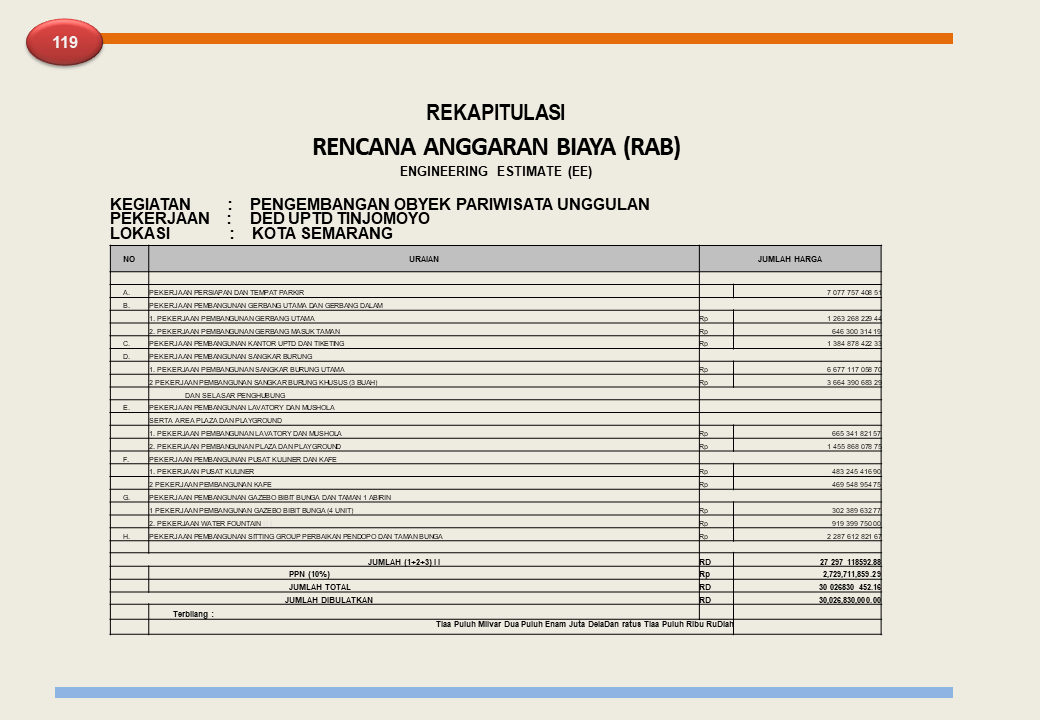 119
REKAPITULASI
RENCANA ANGGARAN BIAYA (RAB)
ENGINEERING ESTIMATE (EE)
KEGIATAN : PENGEMBANGAN OBYEK PARIWISATA UNGGULAN
PEKERJAAN : DED UPTD TINJOMOYO
LOKASI : KOTA SEMARANG
NO URAIAN JUMLAH HARGA
A. PEKERJAAN PERSIAPAN DAN TEMPAT PARKIR 7 077 757 408 51
B. PEKERJAAN PEMBANGUNAN GERBANG UTAMA DAN GERBANG DALAM
1. PEKERJAAN PEMBANGUNAN GERBANG UTAMA Rp 1 263 268 229 44
2. PEKERJAAN PEMBANGUNAN GERBANG MASUK TAMAN Rp 646 300 314 19
C. PEKERJAAN PEMBANGUNAN KANTOR UPTD DAN TIKETING Rp 1 384 878 422 33
D. PEKERJAAN PEMBANGUNAN SANGKAR BURUNG
1. PEKERJAAN PEMBANGUNAN SANGKAR BURUNG UTAMA Rp 6 677 117 058 70
2 PEKERJAAN PEMBANGUNAN SANGKAR BURUNG KHUSUS (3 BUAH) Rp 3 664 390 683 29
DAN SELASAR PENGHUBUNG
E. PEKERJAAN PEMBANGUNAN LAVATORY DAN MUSHOLA
SERTA AREA PLAZA DAN PLAYGROUND
1. PEKERJAAN PEMBANGUNAN LAVATORY DAN MUSHOLA Rp 665 341 821 57
2. PEKERJAAN PEMBANGUNAN PLAZA DAN PLAYGROUND Rp 1 455 868 078 75
F. PEKERJAAN PEMBANGUNAN PUSAT KULINER DAN KAFE
1. PEKERJAAN PUSAT KULINER Rp 483 245 416 90
2 PEKERJAAN PEMBANGUNAN KAFE Rp 469 548 954 75
G. PEKERJAAN PEMBANGUNAN GAZEBO BIBIT BUNGA DAN TAMAN 1 ABIRIN
1 PEKERJAAN PEMBANGUNAN GAZEBO BIBIT BUNGA (4 UNIT) Rp 302 389 632 77
2. PEKERJAAN WATER FOUNTAIN Rp 919 399 750 00
H. PEKERJAAN PEMBANGUNAN SITTING GROUP PERBAIKAN PENDOPO DAN TAMAN BUNGA Rp 2 287 612 821 67
JUMLAH (1+2+3) I I RD 27 297 118592.88
PPN (10%) Rp 2,729,711,859.29
JUMLAH TOTAL RD 30 026830 452.16
JUMLAH DIBULATKAN RD 30,026,830,000.00
Terbilang :
Tiaa Puluh Milvar Dua Puluh Enam Juta DelaDan ratus Tiaa Puluh Ribu RuDiah